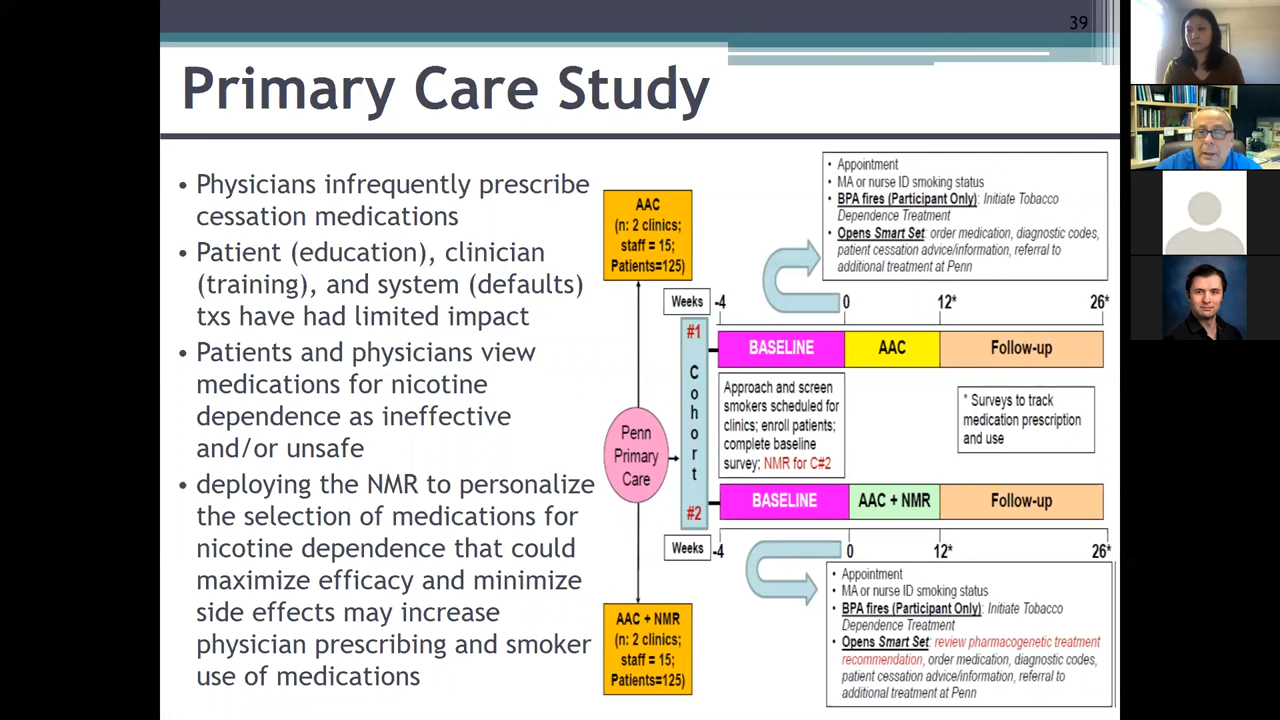 39
Primary Care Study
• Physicians infrequently prescribe
cessation medications
• Patient (education), clinician
(training), and system (defaults)
txs have had limited impact
• Patients and physicians view
medications for nicotine
dependence as ineffective
and/or unsafe
• deploying the NMR to personalize
the selection of medications for
nicotine dependence that could
maximize efficacy and minimize
side effects may increase
physician prescribing and smoker
use of medications
AAC
(n: 2 clinics;
staff = 15;
Patients=125)
Penn
Primary
Care
AAC + NMR
(n: 2 clinics,
staff = 15;
Patients=125)
• Appointment
• MA or nurse ID smoking status
• BPA fires (Participant Only): Initiate Tobacco
Dependence Treatment
• Opens Smart Set: order medication, diagnostic codes,
patient cessation advice/information, referral to
additional treatment at Penn
Weeks -4 0 12* 26*
#1
Cohort
#2
BASELINE AAC Follow-up
Approach and screen
smokers scheduled for
clinics; enroll patients;
complete baseline
survey; NMR for C#2
* Surveys to track
medication prescription
and use
BASELINE AAC + NMR Follow-up
Weeks -4 0 12* 26*
• Appointment
• MA or nurse ID smoking status
• BPA fires (Participant Only): Initiate Tobacco
Dependence Treatment
• Opens Smart Set: review pharmacogenetic treatment
recommendation, order medication, diagnostic codes,
patient cessation advice/information, referral to
additional treatment at Penn